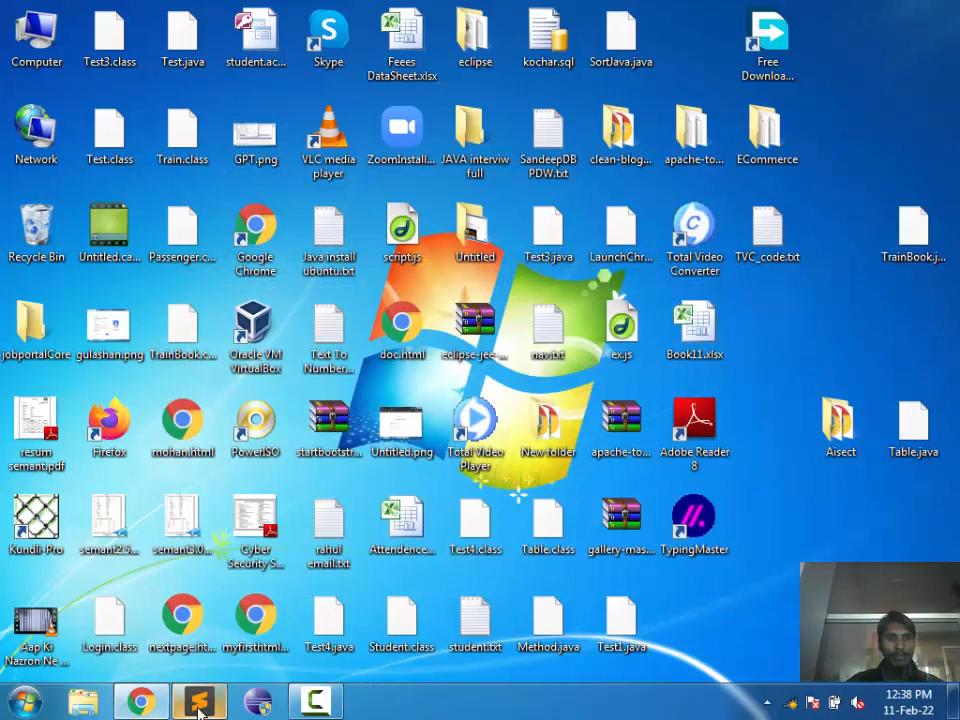 Computer
Test3.class
Test.java
student.ac...
Skype
Feees
DataSheet.xlsx
eclipse
kochar.sql
SortJava.java
Free
Downloa...
Network
Test.class
Train.class
GPT.png
VLC media
player
ZoomInstall...
JAVA interviw
full
SandeepDB
PDW.txt
clean-blog...
apache-to...
ECommerce
Recycle Bin
Untitled.ca...
Passenger.c...
Google
Chrome
Java install
ubuntu.txt
script.js
Untitled
Test3.java
LaunchChr...
Total Video
Converter
TVC_code.txt
TrainBook.j...
jobportalCore
gulashan.png
TrainBook.c...
Oracle VM
VirtualBox
Text To
Number...
doc.html
eclipse-jee-...
nav.txt
ex.js
Book11.xlsx
resum
semant.pdf
Firefox
mohan.html
PowerISO
startbootstr...
Untitled.png
Total Video
Player
New folder
apache-to...
Adobe Reader
8
Aisect
Table.java
Kundli-Pro
semant2.5...
semant3.0...
Cyber
Security S...
rahul
email.txt
Attendence...
Test4.class
Table.class
gallery-mas...
TypingMaster
Aap Ki
Nazron Ne ...
Login.class
nextpage.ht...
myfirsthtml...
Test4.java
Student.class
student.txt
Method.java
Test1.java
12:38 PM
11-Feb-22